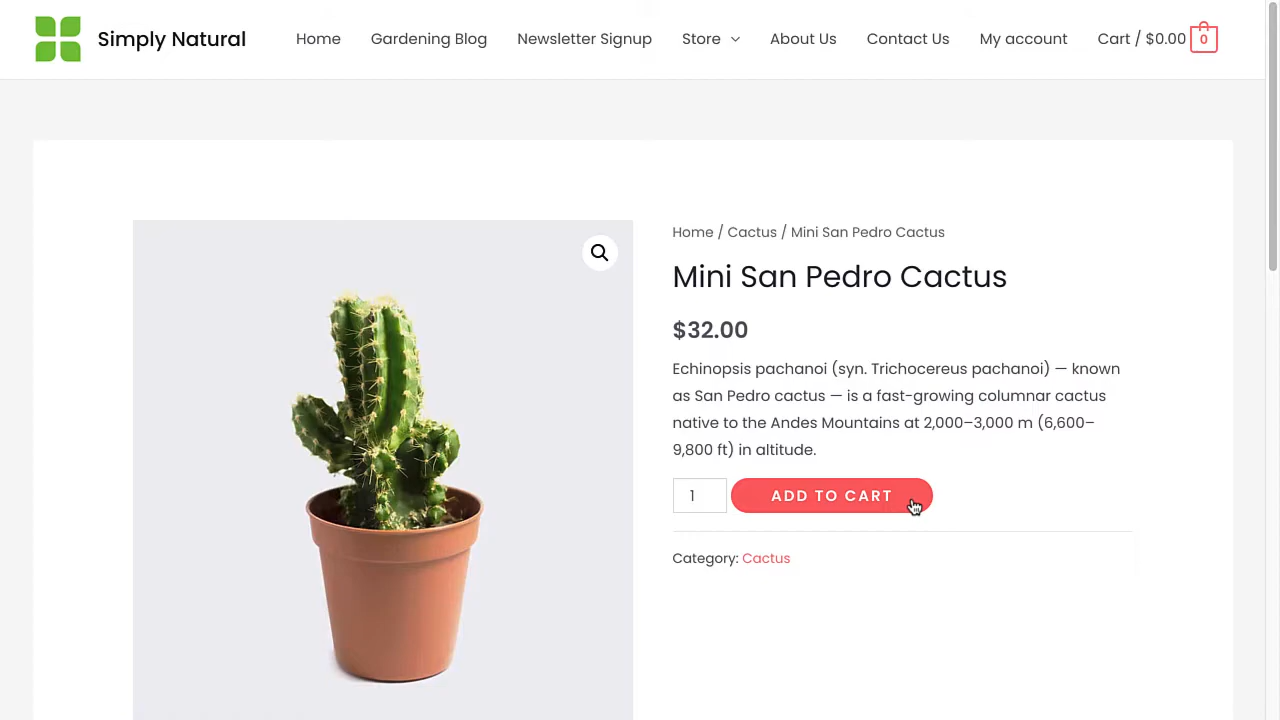 Simply Natural
Home
Gardening Blog
Newsletter Signup
Store
About Us
Contact Us
My account
Cart / $0.00 0
Home / Cactus / Mini San Pedro Cactus
Mini San Pedro Cactus
$32.00
Echinopsis pachanoi (syn. Trichocereus pachanoi) — known
as San Pedro cactus — is a fast-growing columnar cactus
native to the Andes Mountains at 2,000–3,000 m (6,600–
9,800 ft) in altitude.
1
ADD TO CART
Category: Cactus